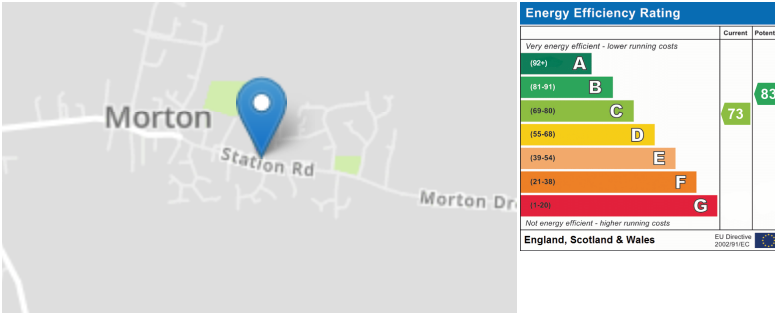 Morton
Station Rd
Morton Dr
Energy Efficiency Rating
Current
Potent
Very energy efficient - lower running costs
(92+) A
(81-91) B
83
(69-80) C
73
(55-68) D
(39-54) E
(21-38) F
(1-20) G
Not energy efficient - higher running costs
England, Scotland & Wales
EU Directive
2002/91/EC